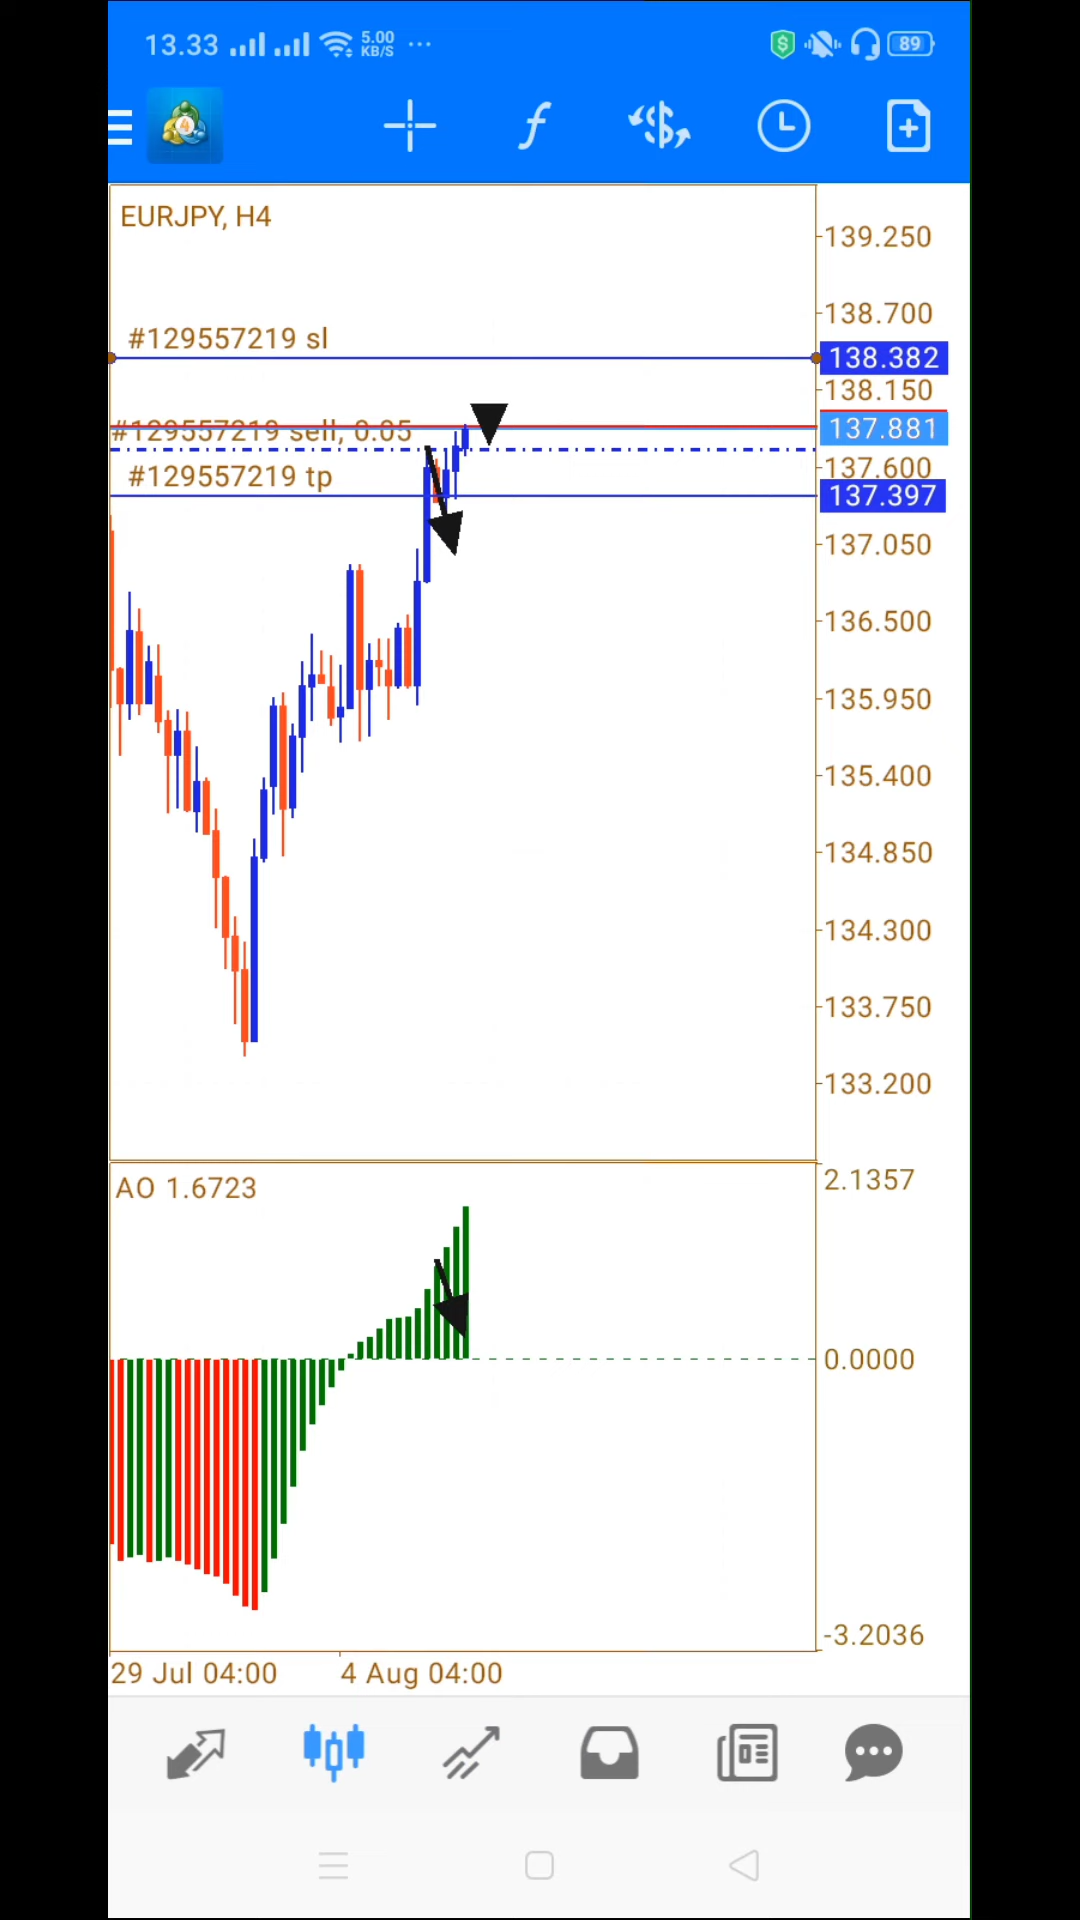 13.33 5.00 KB/S ... 89
4
EURJPY, H4
139.250
138.700
#129557219 sl
138.382
138.150
#129557219 sell, 0.05
137.881
137.600
#129557219 tp
137.397
137.050
136.500
135.950
135.400
134.850
134.300
133.750
133.200
AO 1.6723
2.1357
0.0000
-3.2036
29 Jul 04:00 4 Aug 04:00